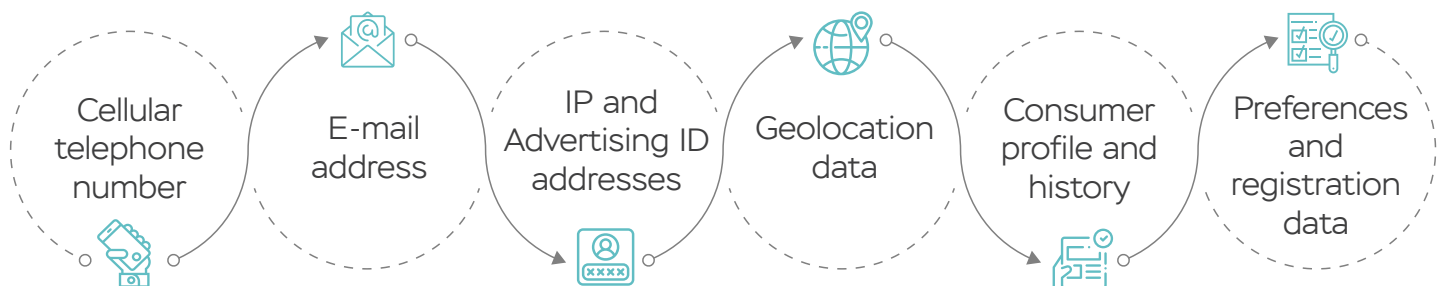 Cellular
telephone
number
E-mail
address
IP and
Advertising ID
addresses
Geolocation
data
Consumer
profile and
history
Preferences
and
registration
data